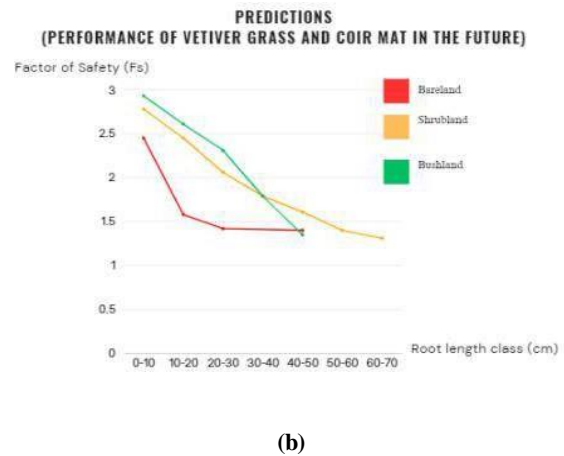 PREDICTIONS
(PERFORMANCE OF VETIVER GRASS AND COIR MAT IN THE FUTURE)
Factor of Safety (Fs)
3
2.5
2
1.5
1
0.5
0
Bareland
Shrubland
Bushland
0-10 10-20 20-30 30-40 40-50 50-60 60-70
Root length class (cm)
(b)